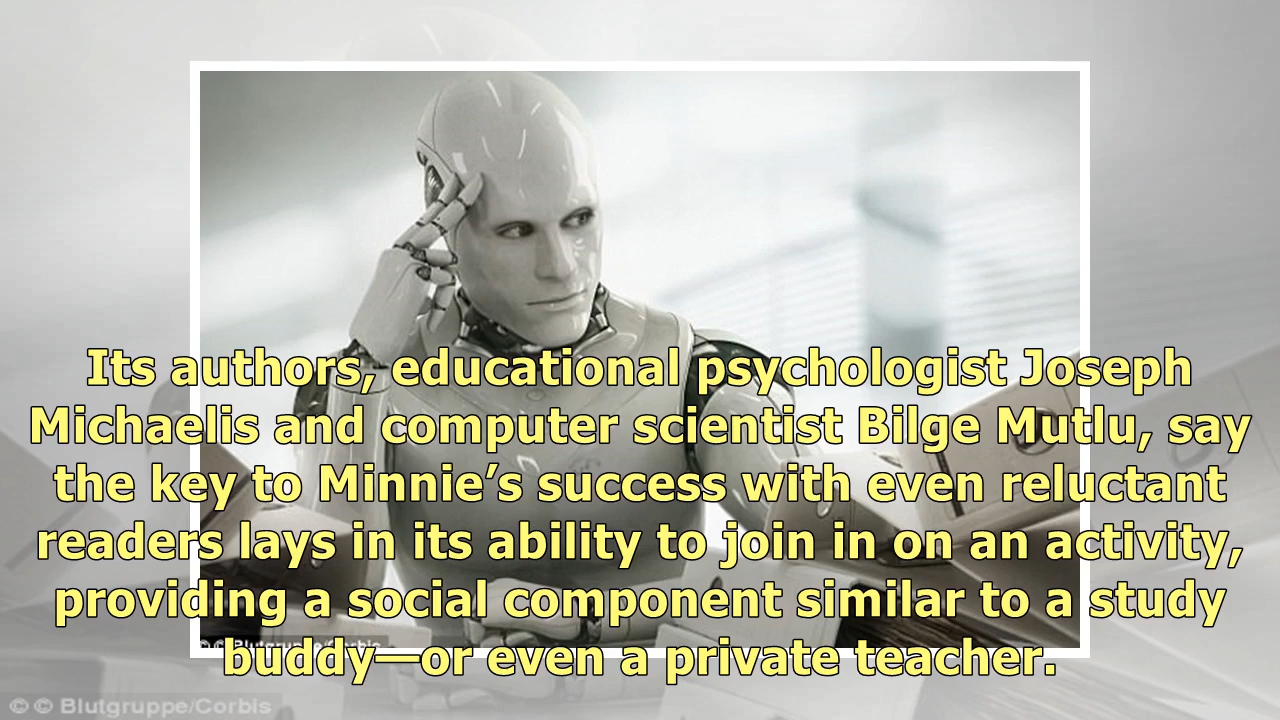 Its authors, educational psychologist Joseph
Michaelis and computer scientist Bilge Mutlu, say
the key to Minnie’s success with even reluctant
readers lays in its ability to join in on an activity,
providing a social component similar to a study
buddy—or even a private teacher.
© © Blutgruppe/Corbis
© © Blutgruppe/Corbis